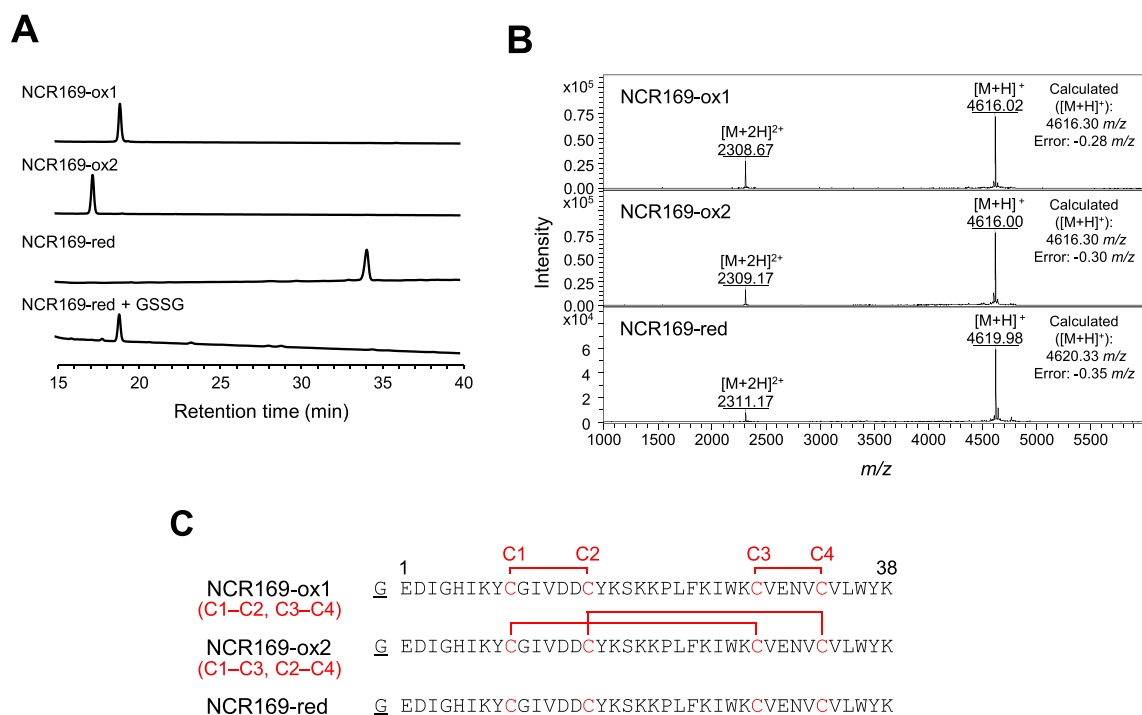 A
NCR169-ox1
NCR169-ox2
NCR169-red
NCR169-red + GSSG
15 20 25 30 35 40
Retention time (min)
B
Intensity
x10⁵
0.75
0.50
0.25
0.00
NCR169-ox1
[M+2H]²⁺
2308.67
[M+H]⁺
4616.02
Calculated
([M+H]⁺):
4616.30 m/z
Error: -0.28 m/z
x10⁵
0.75
0.50
0.25
0.00
NCR169-ox2
[M+2H]²⁺
2309.17
[M+H]⁺
4616.00
Calculated
([M+H]⁺):
4616.30 m/z
Error: -0.30 m/z
x10⁴
6
4
2
0
NCR169-red
[M+2H]²⁺
2311.17
[M+H]⁺
4619.98
Calculated
([M+H]⁺):
4620.33 m/z
Error: -0.35 m/z
1000 1500 2000 2500 3000 3500 4000 4500 5000 5500
m/z
C
C1 C2 C3 C4
1 38
NCR169-ox1 G EDIGHIKYCGIVDDCYKSKKPLFKIWKCVENVCVLWYK
(C1–C2, C3–C4)
NCR169-ox2 G EDIGHIKYCGIVDDCYKSKKPLFKIWKCVENVCVLWYK
(C1–C3, C2–C4)
NCR169-red G EDIGHIKYCGIVDDCYKSKKPLFKIWKCVENVCVLWYK